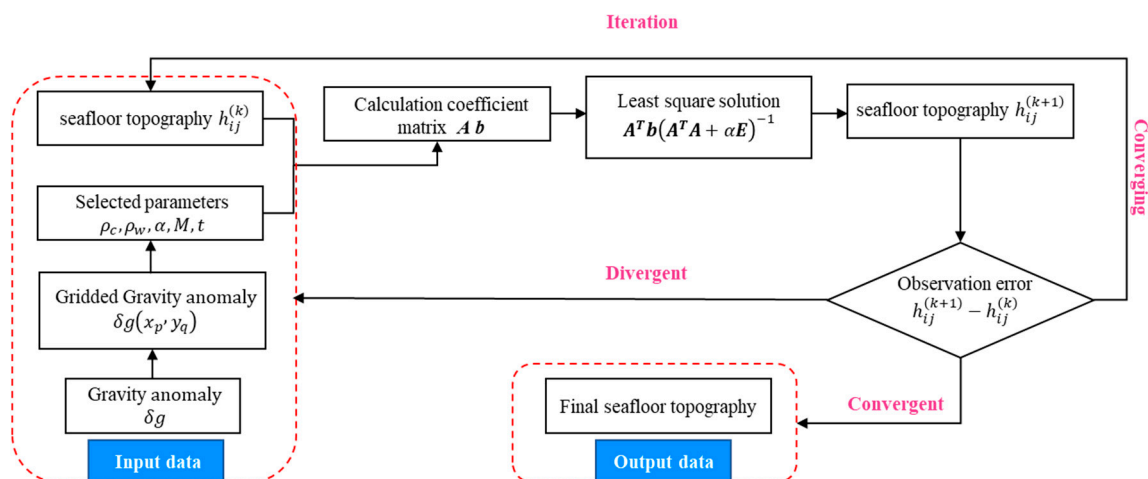 Iteration
seafloor topography $h_{ij}^{(k)}$
Calculation coefficient
matrix $\boldsymbol{A}\ \boldsymbol{b}$
Least square solution
$\boldsymbol{A}^T\boldsymbol{b}(\boldsymbol{A}^T\boldsymbol{A} + \alpha\boldsymbol{E})^{-1}$
seafloor topography $h_{ij}^{(k+1)}$
Converging
Selected parameters
$\rho_c, \rho_w, \alpha, M, t$
Gridded Gravity anomaly
$\delta g(x_p, y_q)$
Divergent
Observation error
$h_{ij}^{(k+1)} - h_{ij}^{(k)}$
Gravity anomaly
$\delta g$
Final seafloor topography
Convergent
Input data
Output data